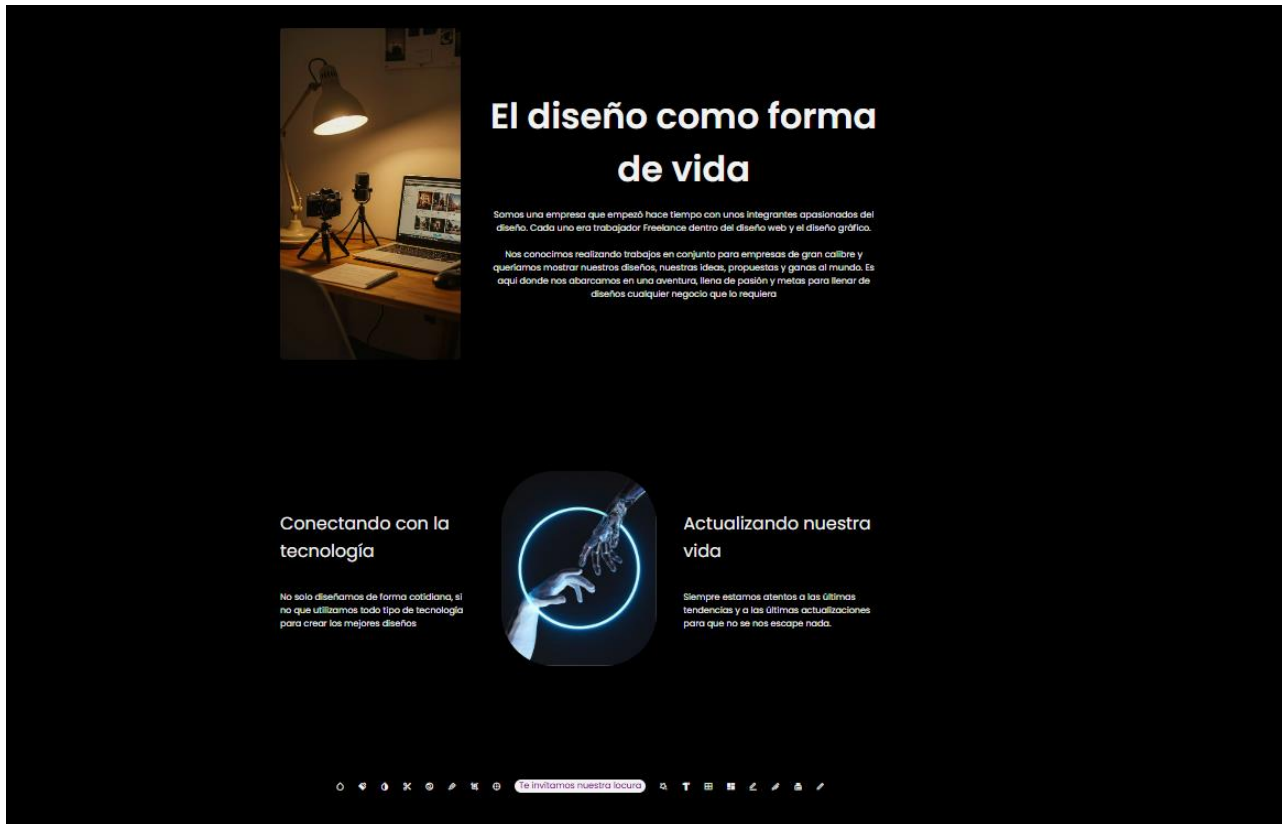 El diseño como forma
de vida
Somos una empresa que empezó hace tiempo con unos integrantes apasionados del
diseño. Cada uno era trabajador Freelance dentro del diseño web y el diseño gráfico.
Nos conocimos realizando trabajos en conjunto para empresas de gran calibre y
queríamos mostrar nuestros diseños, nuestras ideas, propuestas y ganas al mundo. Es
aquí donde nos abarcamos en una aventura, llena de pasión y metas para llenar de
diseños cualquier negocio que lo requiera
Conectando con la
tecnología
No solo diseñamos de forma cotidiana, si
no que utilizamos todo tipo de tecnología
para crear los mejores diseños
Actualizando nuestra
vida
Siempre estamos atentos a las últimas
tendencias y a las últimas actualizaciones
para que no se nos escape nada.
Te invitamos nuestra locura